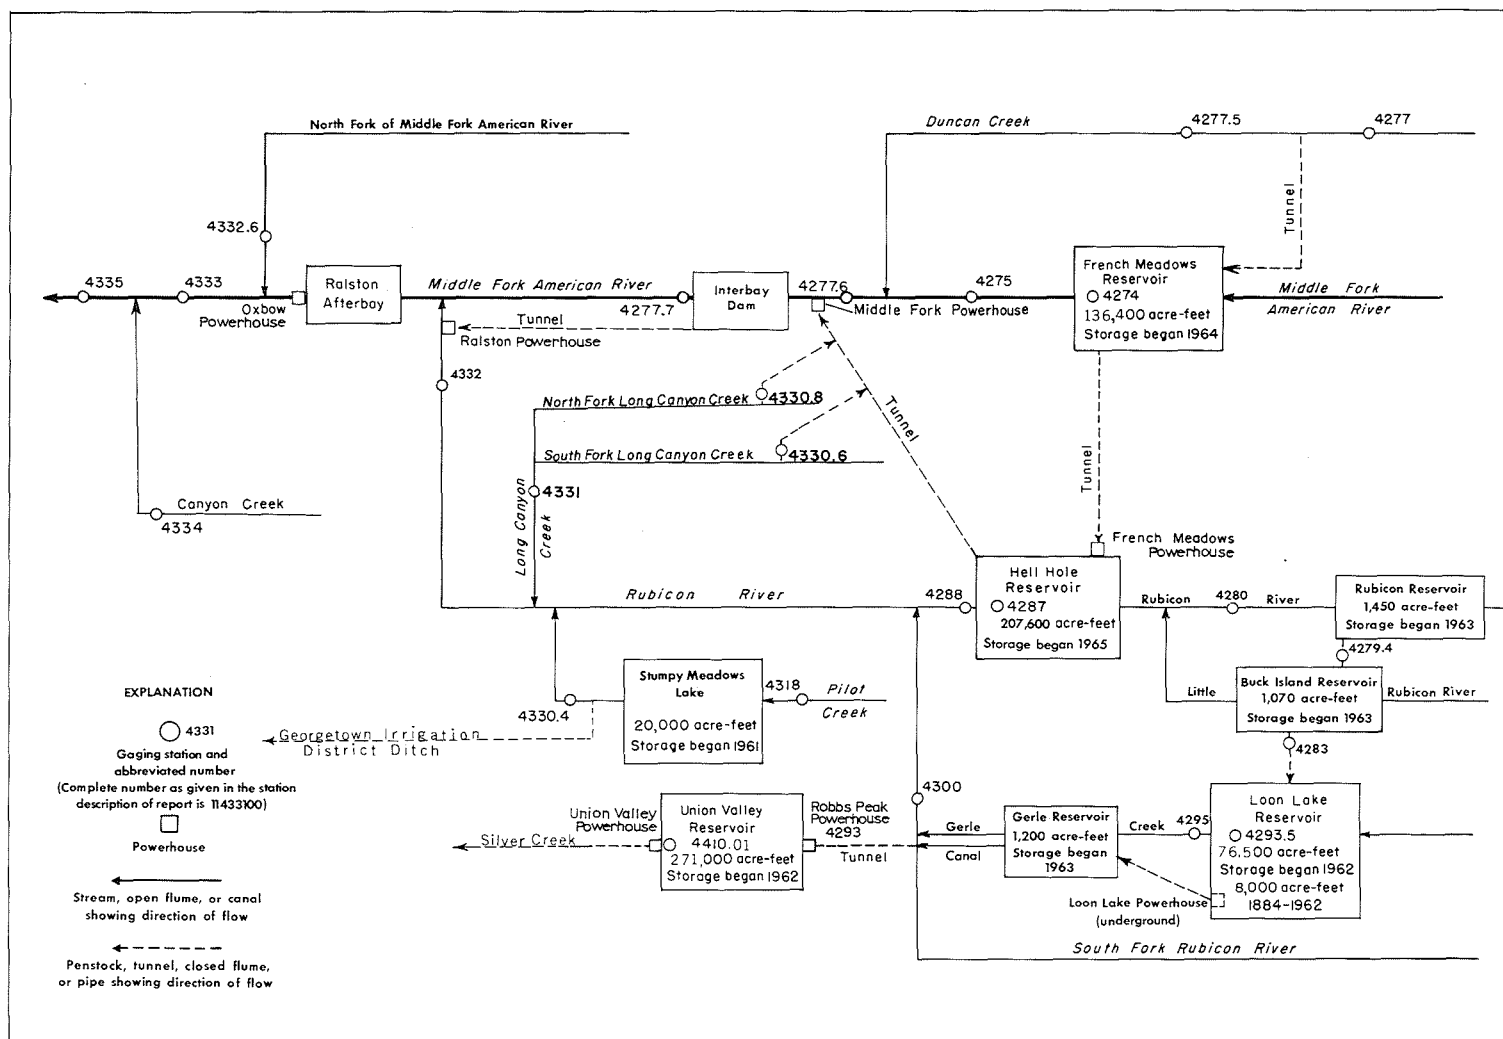 North Fork of Middle Fork American River
Duncan Creek
4277.5
4277
Tunnel
4332.6
4335
4333
Oxbow
Powerhouse
Ralston
Afterbay
Middle Fork American River
4277.7
Interbay
Dam
4277.6
Middle Fork Powerhouse
4275
French Meadows
Reservoir
4274
136,400 acre-feet
Storage began 1964
Middle Fork
American River
Tunnel
Ralston Powerhouse
4332
North Fork Long Canyon Creek
4330.8
South Fork Long Canyon Creek
4330.6
Tunnel
Tunnel
4331
Long Canyon
Creek
Canyon Creek
4334
French Meadows
Powerhouse
Rubicon River
4288
Hell Hole
Reservoir
4287
207,600 acre-feet
Storage began 1965
Rubicon
4280
River
Rubicon Reservoir
1,450 acre-feet
Storage began 1963
4279.4
Buck Island Reservoir
1,070 acre-feet
Storage began 1963
Little
Rubicon River
4283
Stumpy Meadows
Lake
20,000 acre-feet
Storage began 1961
4318
Pilot
Creek
4330.4
Georgetown Irrigation
District Ditch
4300
Union Valley
Powerhouse
Silver Creek
Union Valley
Reservoir
4410.01
271,000 acre-feet
Storage began 1962
Robbs Peak
Powerhouse
4293
Tunnel
Gerle
Canal
Gerle Reservoir
1,200 acre-feet
Storage began
1963
Creek
4295
Loon Lake
Reservoir
4293.5
76.500 acre-feet
Storage began 1962
8,000 acre-feet
1884-1962
Loon Lake Powerhouse
(underground)
South Fork Rubicon River
EXPLANATION
4331
Gaging station and
abbreviated number
(Complete number as given in the station
description of report is 11433100)
Powerhouse
Stream, open flume, or canal
showing direction of flow
Penstock, tunnel, closed flume,
or pipe showing direction of flow